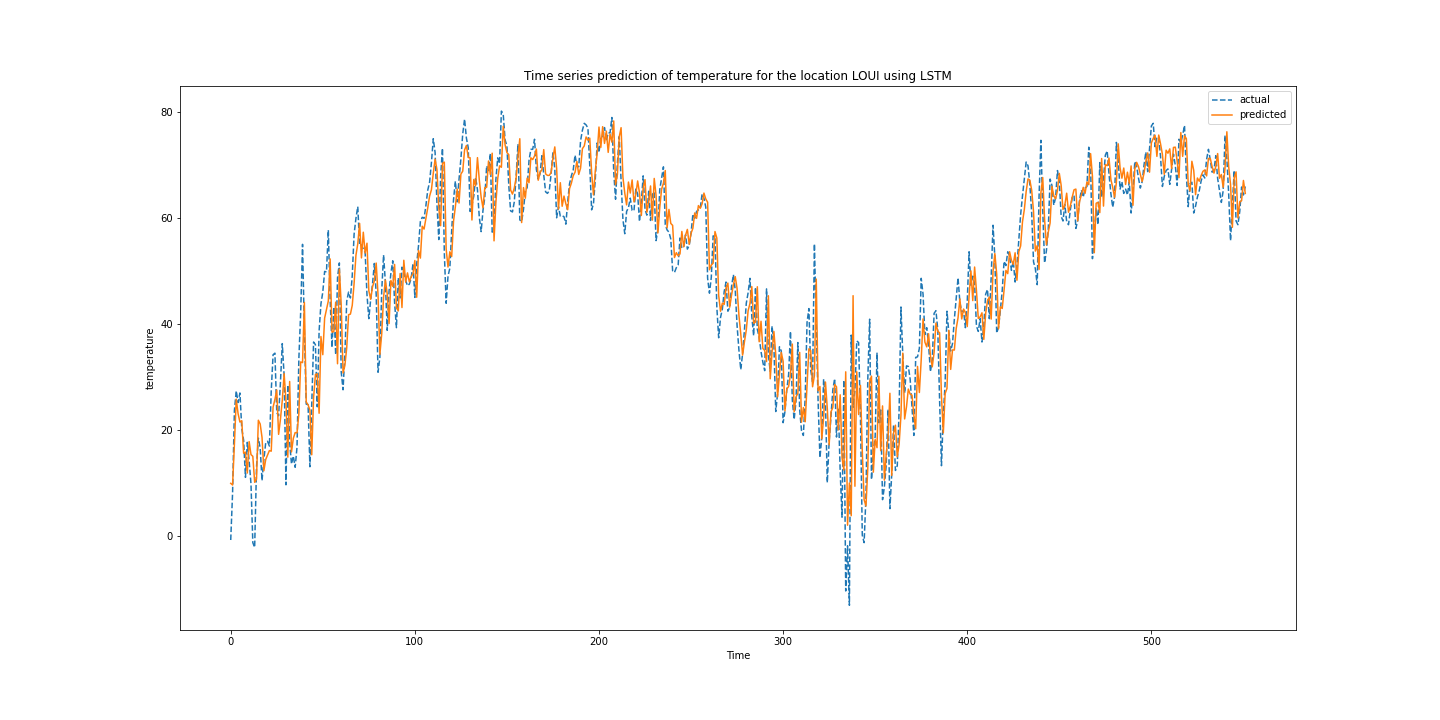 Time series prediction of temperature for the location LOUI using LSTM
actual
predicted
80
60
40
20
0
temperature
0 100 200 300 400 500
Time